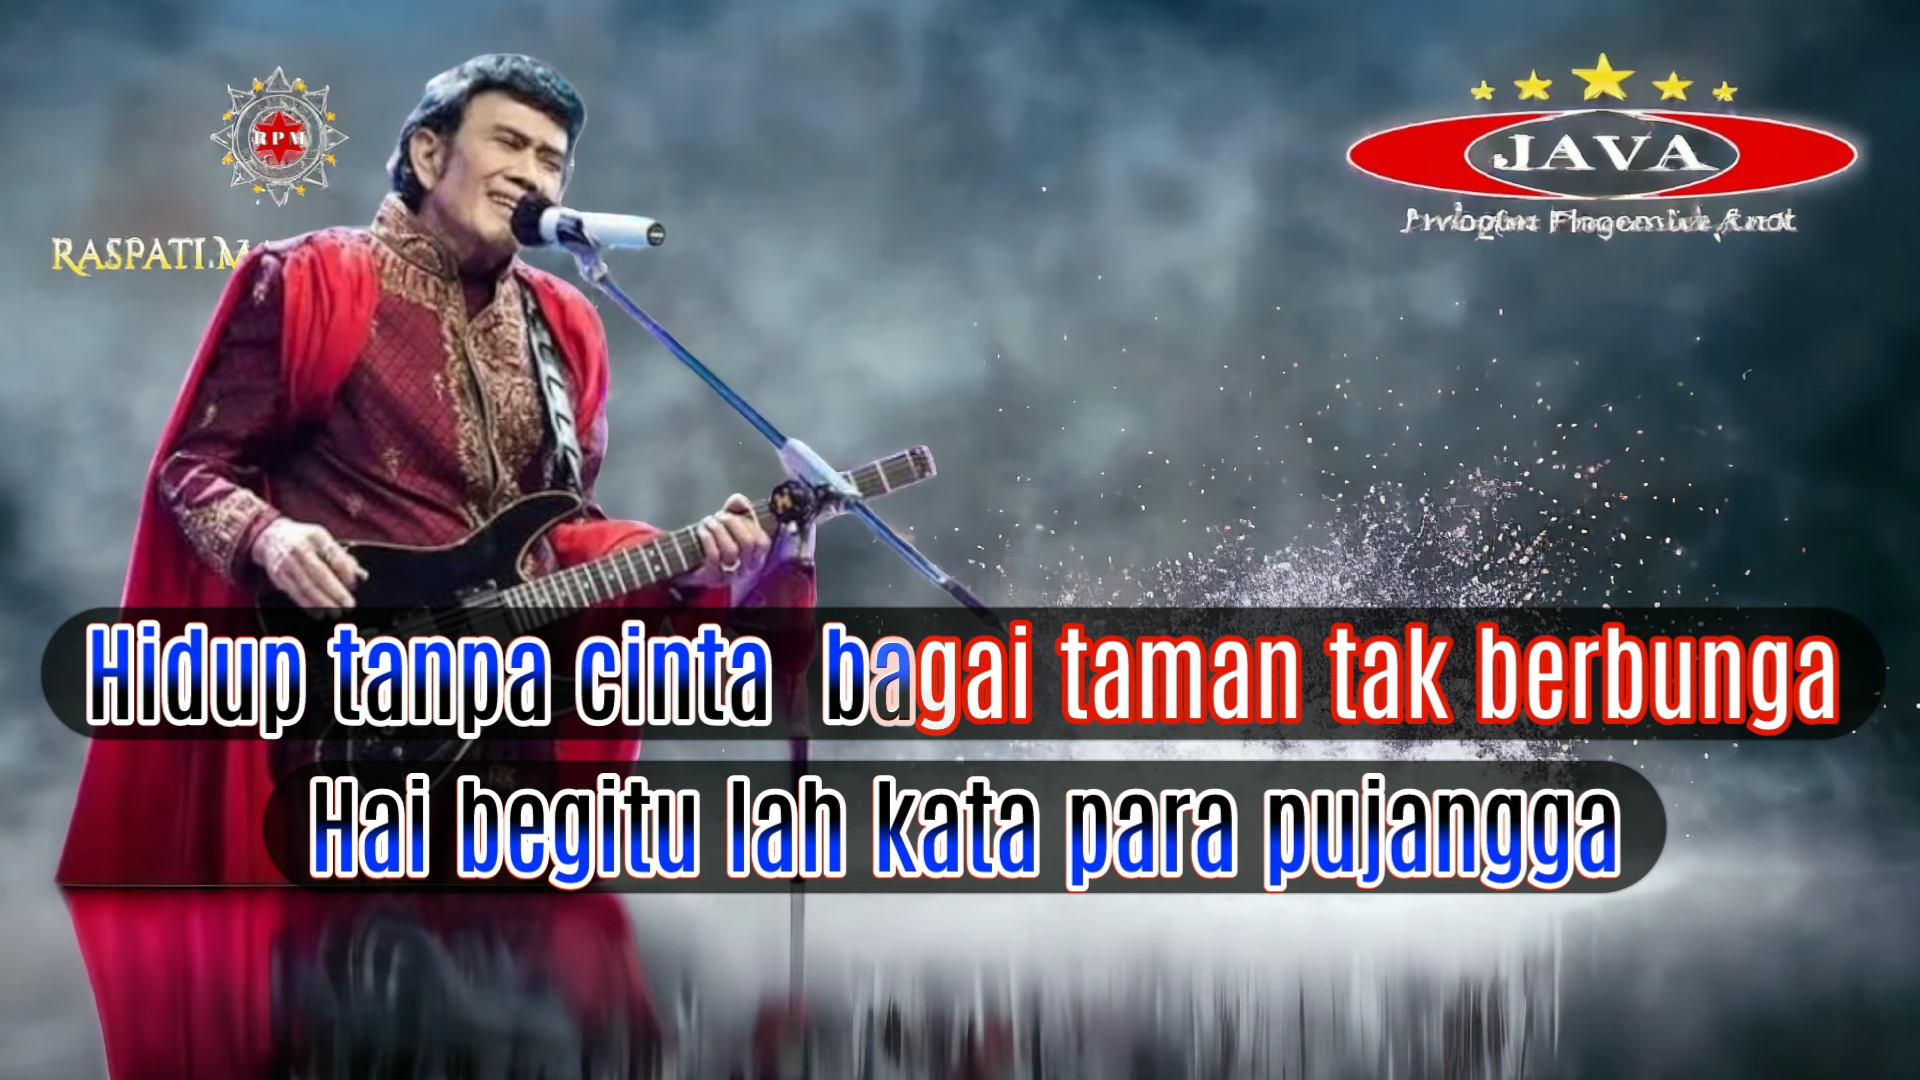 RPM
RASPATI.M
JAVA
Hidup tanpa cinta bagai taman tak berbunga
Hai begitu lah kata para pujangga